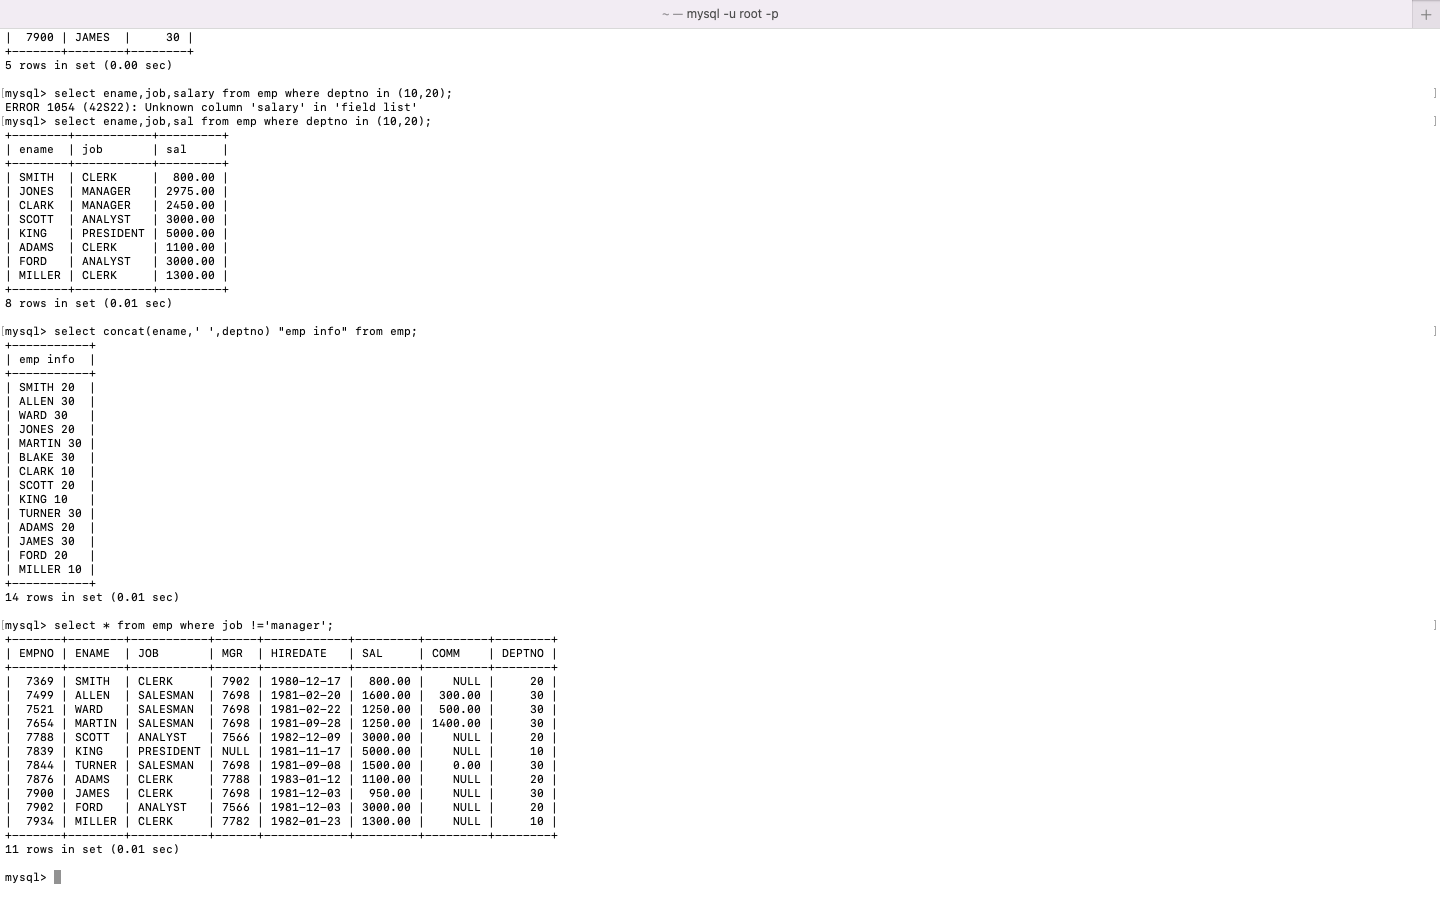 ~ — mysql -u root -p
+
|  7900 | JAMES  |     30 |
+-------+--------+--------+
5 rows in set (0.00 sec)
[mysql> select ename,job,salary from emp where deptno in (10,20); ]
ERROR 1054 (42S22): Unknown column 'salary' in 'field list'
[mysql> select ename,job,sal from emp where deptno in (10,20); ]
+--------+-----------+---------+
| ename  | job       | sal     |
+--------+-----------+---------+
| SMITH  | CLERK     |  800.00 |
| JONES  | MANAGER   | 2975.00 |
| CLARK  | MANAGER   | 2450.00 |
| SCOTT  | ANALYST   | 3000.00 |
| KING   | PRESIDENT | 5000.00 |
| ADAMS  | CLERK     | 1100.00 |
| FORD   | ANALYST   | 3000.00 |
| MILLER | CLERK     | 1300.00 |
+--------+-----------+---------+
8 rows in set (0.01 sec)
[mysql> select concat(ename,' ',deptno) "emp info" from emp; ]
+-----------+
| emp info  |
+-----------+
| SMITH 20  |
| ALLEN 30  |
| WARD 30   |
| JONES 20  |
| MARTIN 30 |
| BLAKE 30  |
| CLARK 10  |
| SCOTT 20  |
| KING 10   |
| TURNER 30 |
| ADAMS 20  |
| JAMES 30  |
| FORD 20   |
| MILLER 10 |
+-----------+
14 rows in set (0.01 sec)
[mysql> select * from emp where job !='manager'; ]
+-------+--------+-----------+------+------------+---------+---------+--------+
| EMPNO | ENAME  | JOB       | MGR  | HIREDATE   | SAL     | COMM    | DEPTNO |
+-------+--------+-----------+------+------------+---------+---------+--------+
|  7369 | SMITH  | CLERK     | 7902 | 1980-12-17 |  800.00 |    NULL |     20 |
|  7499 | ALLEN  | SALESMAN  | 7698 | 1981-02-20 | 1600.00 |  300.00 |     30 |
|  7521 | WARD   | SALESMAN  | 7698 | 1981-02-22 | 1250.00 |  500.00 |     30 |
|  7654 | MARTIN | SALESMAN  | 7698 | 1981-09-28 | 1250.00 | 1400.00 |     30 |
|  7788 | SCOTT  | ANALYST   | 7566 | 1982-12-09 | 3000.00 |    NULL |     20 |
|  7839 | KING   | PRESIDENT | NULL | 1981-11-17 | 5000.00 |    NULL |     10 |
|  7844 | TURNER | SALESMAN  | 7698 | 1981-09-08 | 1500.00 |    0.00 |     30 |
|  7876 | ADAMS  | CLERK     | 7788 | 1983-01-12 | 1100.00 |    NULL |     20 |
|  7900 | JAMES  | CLERK     | 7698 | 1981-12-03 |  950.00 |    NULL |     30 |
|  7902 | FORD   | ANALYST   | 7566 | 1981-12-03 | 3000.00 |    NULL |     20 |
|  7934 | MILLER | CLERK     | 7782 | 1982-01-23 | 1300.00 |    NULL |     10 |
+-------+--------+-----------+------+------------+---------+---------+--------+
11 rows in set (0.01 sec)
mysql>